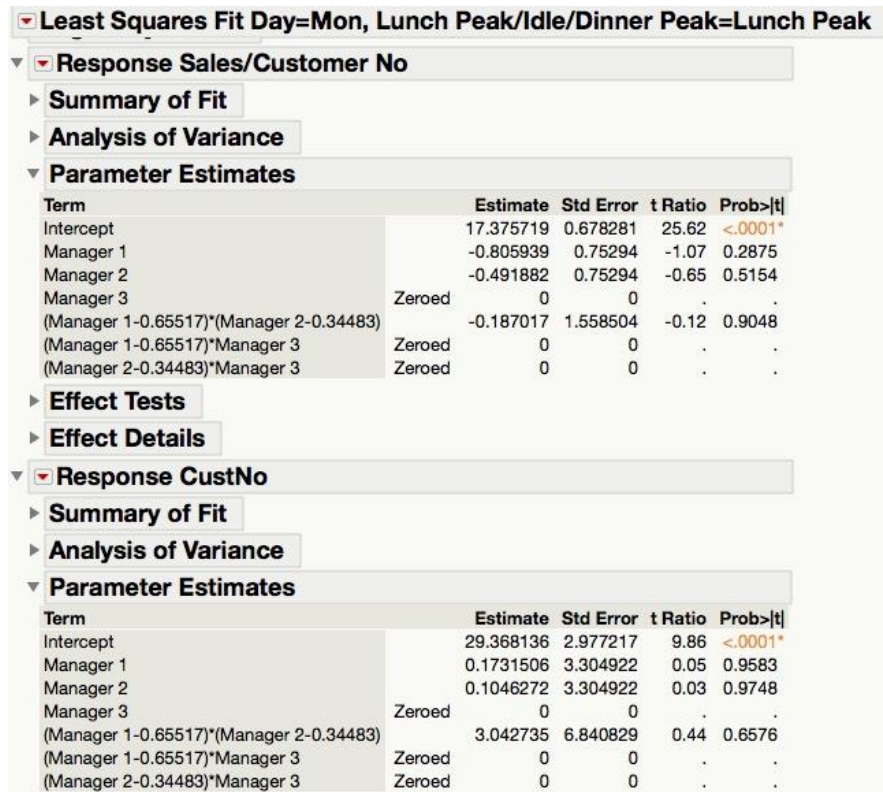 Least Squares Fit Day=Mon, Lunch Peak/Idle/Dinner Peak=Lunch Peak
Response Sales/Customer No
Summary of Fit
Analysis of Variance
Parameter Estimates
Term Estimate Std Error t Ratio Prob>|t|
Intercept 17.375719 0.678281 25.62 <.0001*
Manager 1 -0.805939 0.75294 -1.07 0.2875
Manager 2 -0.491882 0.75294 -0.65 0.5154
Manager 3 Zeroed 0 0 . .
(Manager 1-0.65517)*(Manager 2-0.34483) -0.187017 1.558504 -0.12 0.9048
(Manager 1-0.65517)*Manager 3 Zeroed 0 0 . .
(Manager 2-0.34483)*Manager 3 Zeroed 0 0 . .
Effect Tests
Effect Details
Response CustNo
Summary of Fit
Analysis of Variance
Parameter Estimates
Term Estimate Std Error t Ratio Prob>|t|
Intercept 29.368136 2.977217 9.86 <.0001*
Manager 1 0.1731506 3.304922 0.05 0.9583
Manager 2 0.1046272 3.304922 0.03 0.9748
Manager 3 Zeroed 0 0 . .
(Manager 1-0.65517)*(Manager 2-0.34483) 3.042735 6.840829 0.44 0.6576
(Manager 1-0.65517)*Manager 3 Zeroed 0 0 . .
(Manager 2-0.34483)*Manager 3 Zeroed 0 0 . .